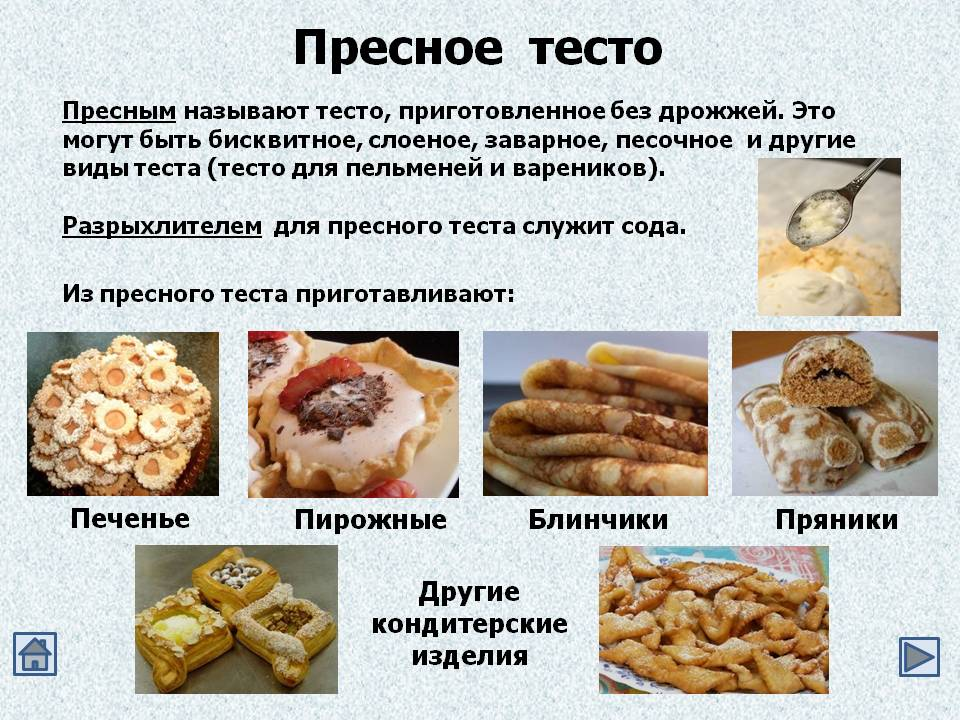 Пресное тесто
Пресным называют тесто, приготовленное без дрожжей. Это
могут быть бисквитное, слоеное, заварное, песочное и другие
виды теста (тесто для пельменей и вареников).
Разрыхлителем для пресного теста служит сода.
Из пресного теста приготавливают:
Печенье
Пирожные
Блинчики
Пряники
Другие
кондитерские
изделия